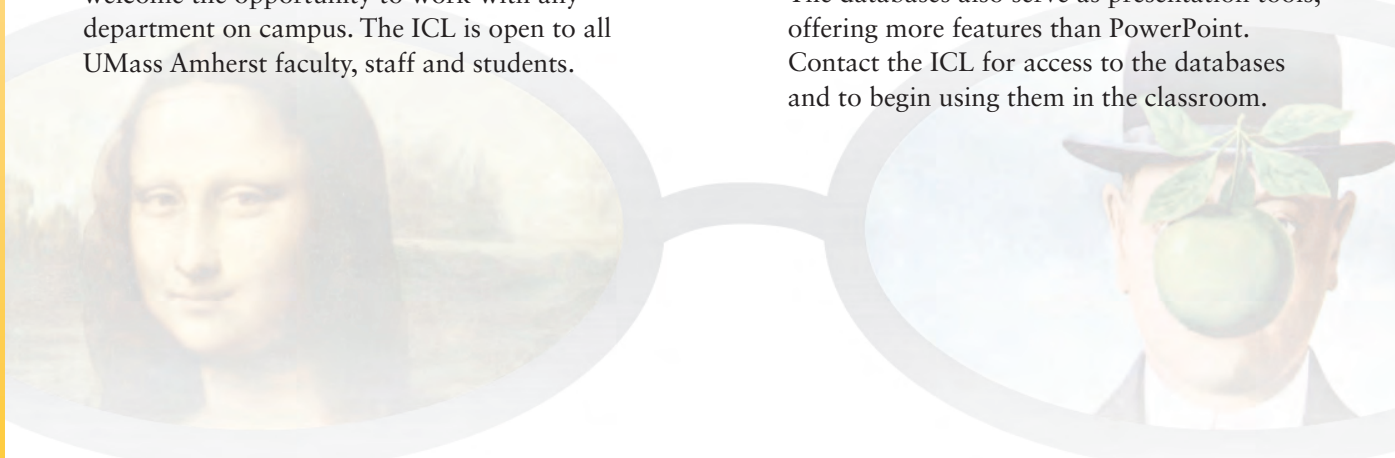 welcome the opportunity to work with any
department on campus. The ICL is open to all
UMass Amherst faculty, staff and students.
The databases also serve as presentation tools,
offering more features than PowerPoint.
Contact the ICL for access to the databases
and to begin using them in the classroom.